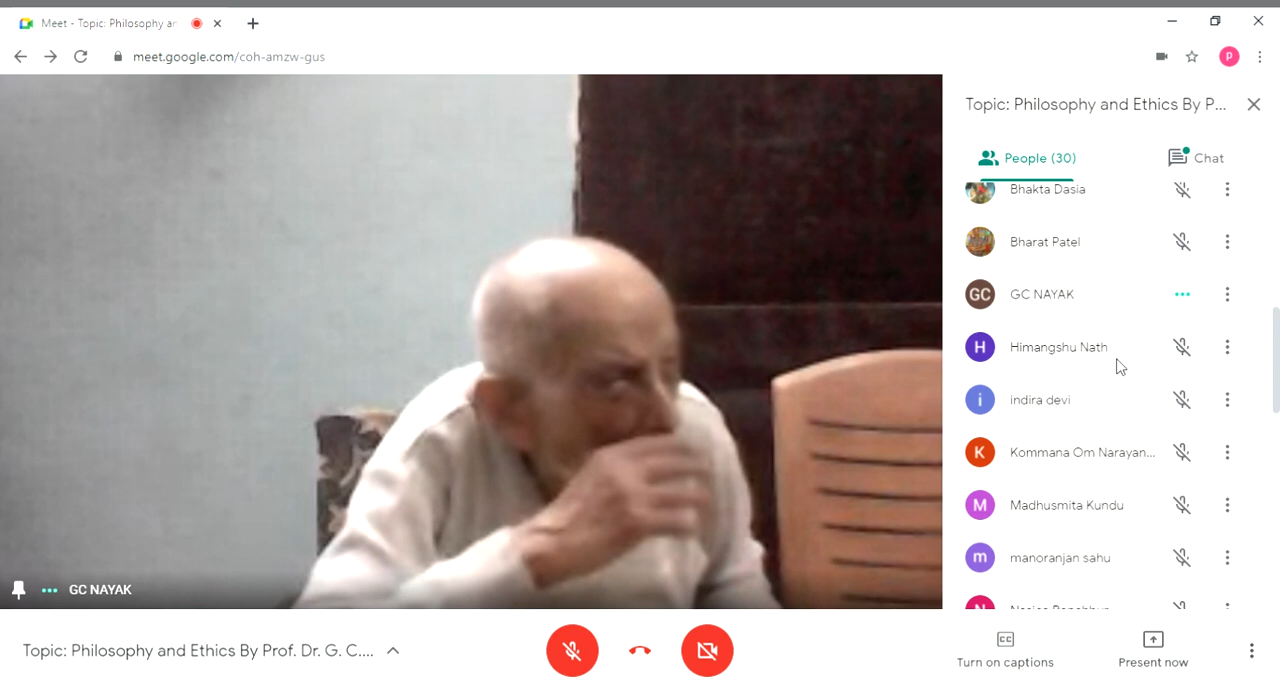 Meet - Topic: Philosophy an
meet.google.com/coh-amzw-gus
P
Topic: Philosophy and Ethics By P...
People (30)
Chat
Bhakta Dasia
Bharat Patel
GC GC NAYAK
H Himangshu Nath
i indira devi
K Kommana Om Narayan...
M Madhusmita Kundu
m manoranjan sahu
GC NAYAK
Topic: Philosophy and Ethics By Prof. Dr. G. C....
CC
Turn on captions
Present now